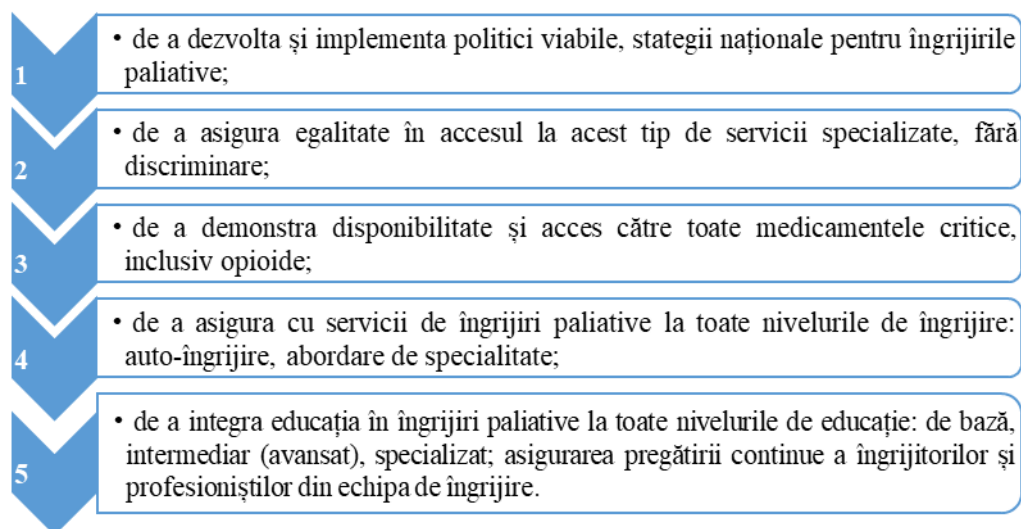 1
• de a dezvolta și implementa politici viabile, stategii naționale pentru îngrijirile
paliative;
2
• de a asigura egalitate în accesul la acest tip de servicii specializate, fără
discriminare;
3
• de a demonstra disponibilitate și acces către toate medicamentele critice,
inclusiv opioide;
4
• de a asigura cu servicii de îngrijiri paliative la toate nivelurile de îngrijire:
auto-îngrijire, abordare de specialitate;
5
• de a integra educația în îngrijiri paliative la toate nivelurile de educație: de bază,
intermediar (avansat), specializat; asigurarea pregătirii continue a îngrijitorilor și
profesioniștilor din echipa de îngrijire.